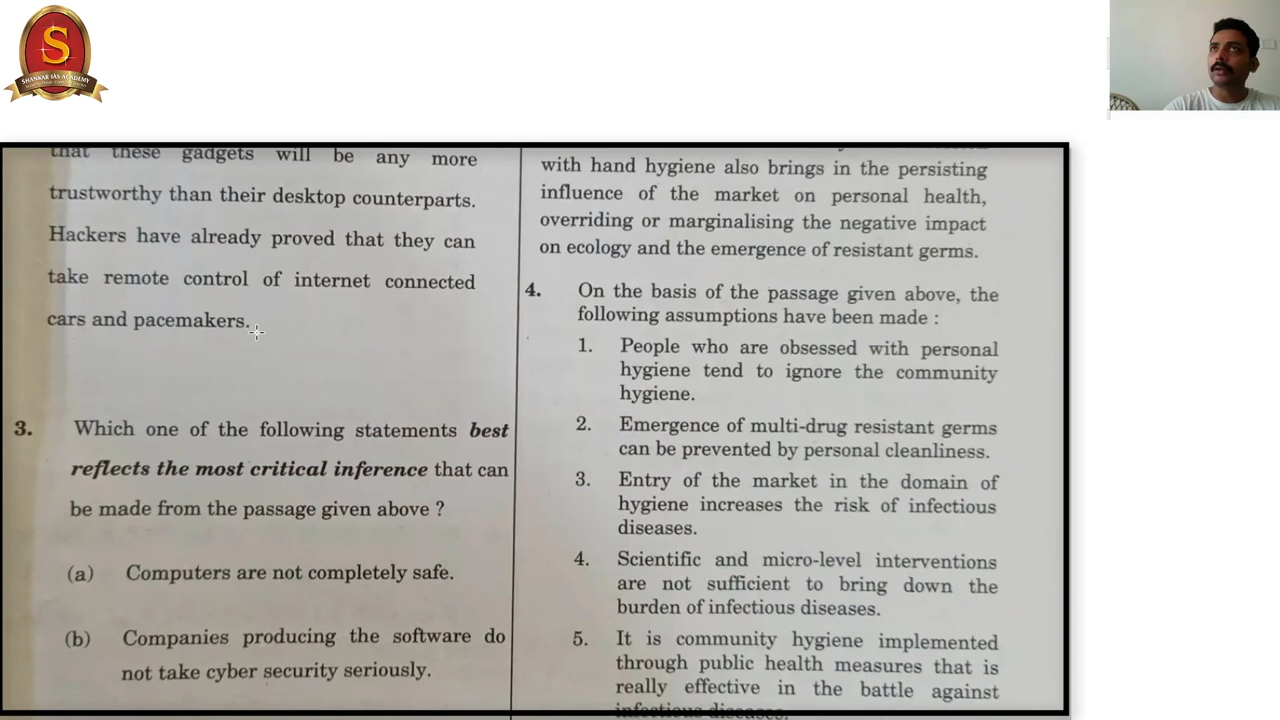 S
SHANKAR IAS ACADEMY
that these gadgets will be any more
trustworthy than their desktop counterparts.
Hackers have already proved that they can
take remote control of internet connected
cars and pacemakers.
3. Which one of the following statements best
reflects the most critical inference that can
be made from the passage given above ?
(a) Computers are not completely safe.
(b) Companies producing the software do
not take cyber security seriously.
with hand hygiene also brings in the persisting
influence of the market on personal health,
overriding or marginalising the negative impact
on ecology and the emergence of resistant germs.
4. On the basis of the passage given above, the
following assumptions have been made :
1. People who are obsessed with personal
hygiene tend to ignore the community
hygiene.
2. Emergence of multi-drug resistant germs
can be prevented by personal cleanliness.
3. Entry of the market in the domain of
hygiene increases the risk of infectious
diseases.
4. Scientific and micro-level interventions
are not sufficient to bring down the
burden of infectious diseases.
5. It is community hygiene implemented
through public health measures that is
really effective in the battle against
infectious diseases.